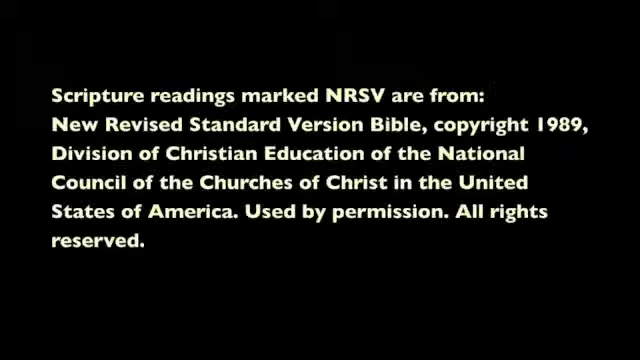 Scripture readings marked NRSV are from:
New Revised Standard Version Bible, copyright 1989,
Division of Christian Education of the National
Council of the Churches of Christ in the United
States of America. Used by permission. All rights
reserved.